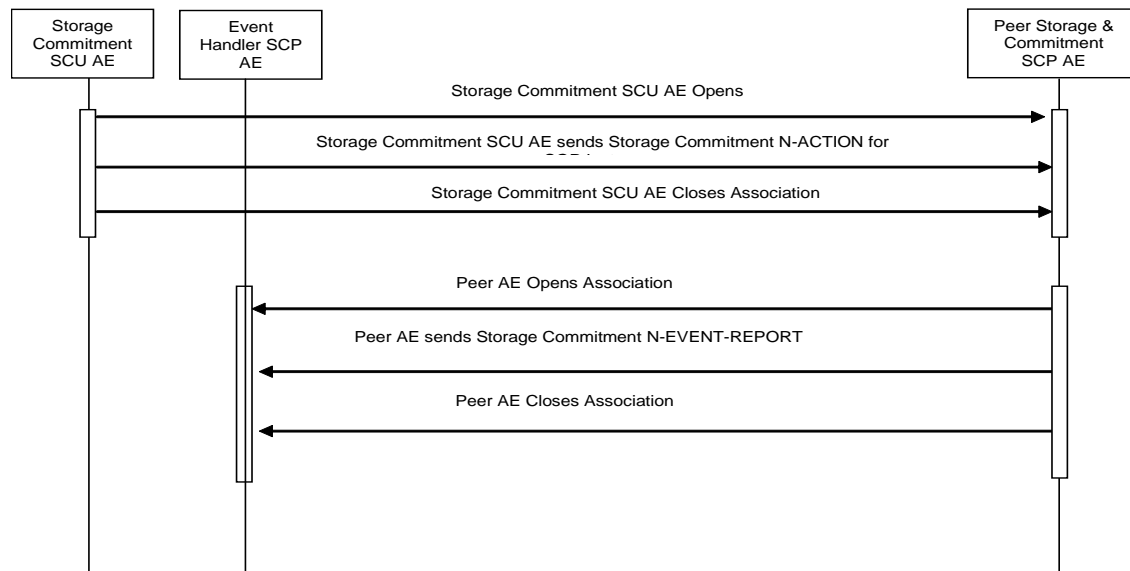 Storage
Commitment
SCU AE
Event
Handler SCP
AE
Peer Storage &
Commitment
SCP AE
Storage Commitment SCU AE Opens
Storage Commitment SCU AE sends Storage Commitment N-ACTION for
Storage Commitment SCU AE Closes Association
Peer AE Opens Association
Peer AE sends Storage Commitment N-EVENT-REPORT
Peer AE Closes Association